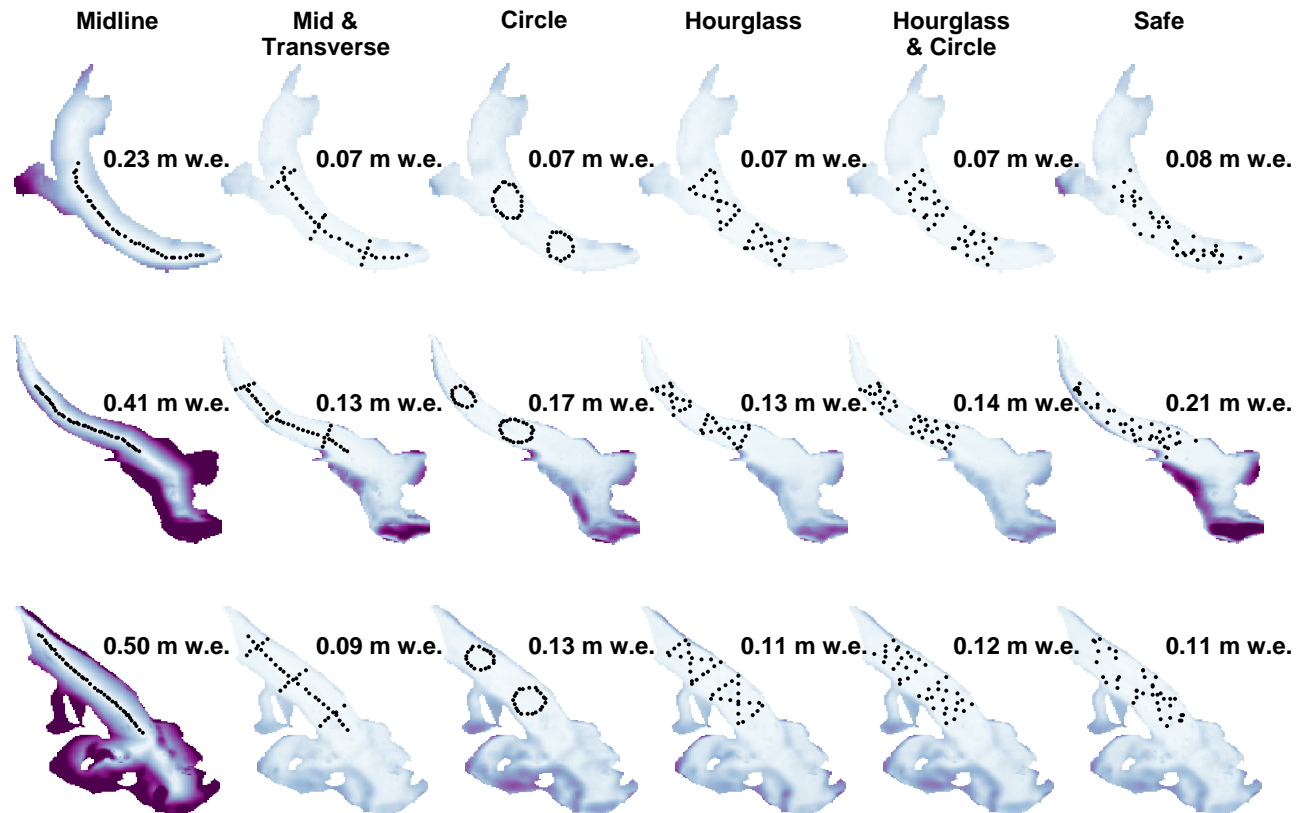 Midline
Mid &
Transverse
Circle
Hourglass
Hourglass
& Circle
Safe
0.23 m w.e.
0.07 m w.e.
0.07 m w.e.
0.07 m w.e.
0.07 m w.e.
0.08 m w.e.
0.41 m w.e.
0.13 m w.e.
0.17 m w.e.
0.13 m w.e.
0.14 m w.e.
0.21 m w.e.
0.50 m w.e.
0.09 m w.e.
0.13 m w.e.
0.11 m w.e.
0.12 m w.e.
0.11 m w.e.